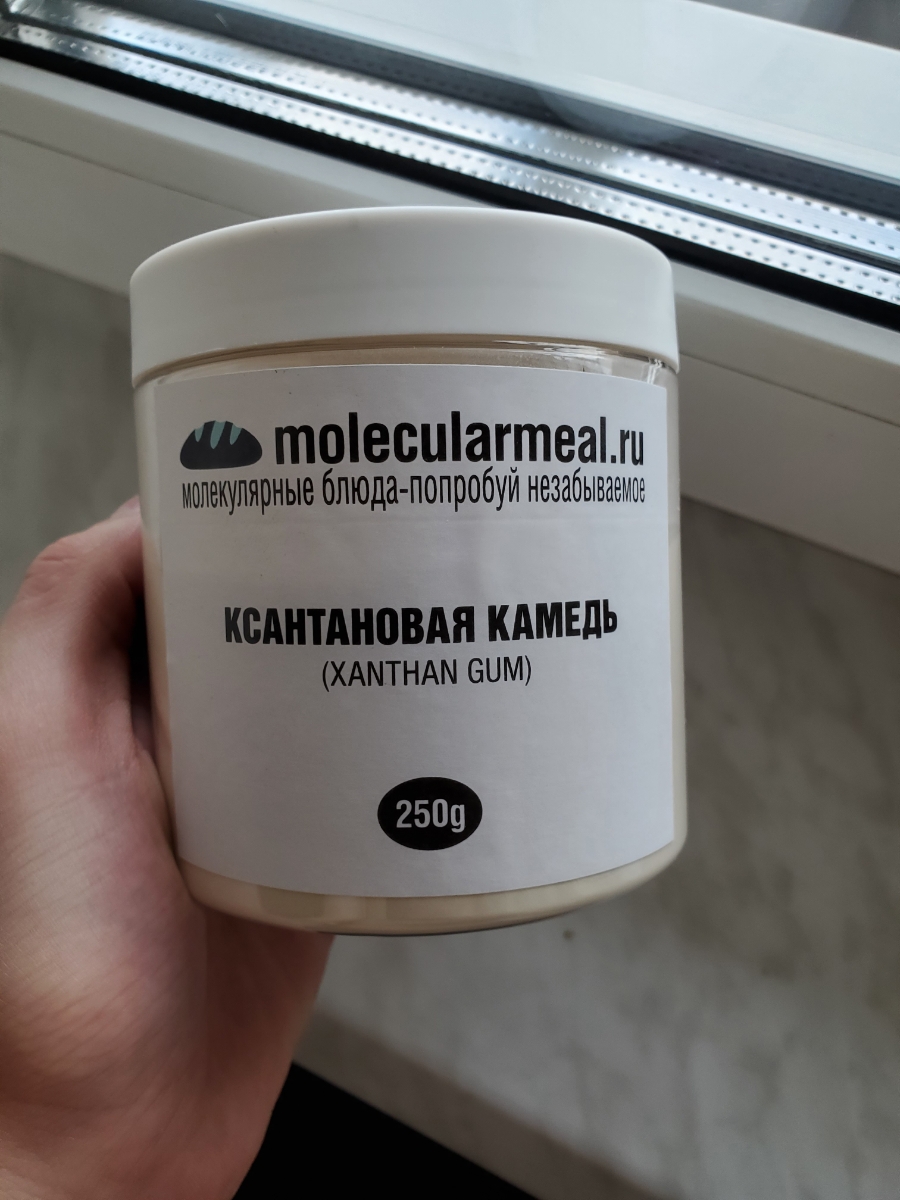 molecularmeal.ru
молекулярные блюда-попробуй незабываемое
КСАНТАНОВАЯ КАМЕДЬ
(XANTHAN GUM)
250g